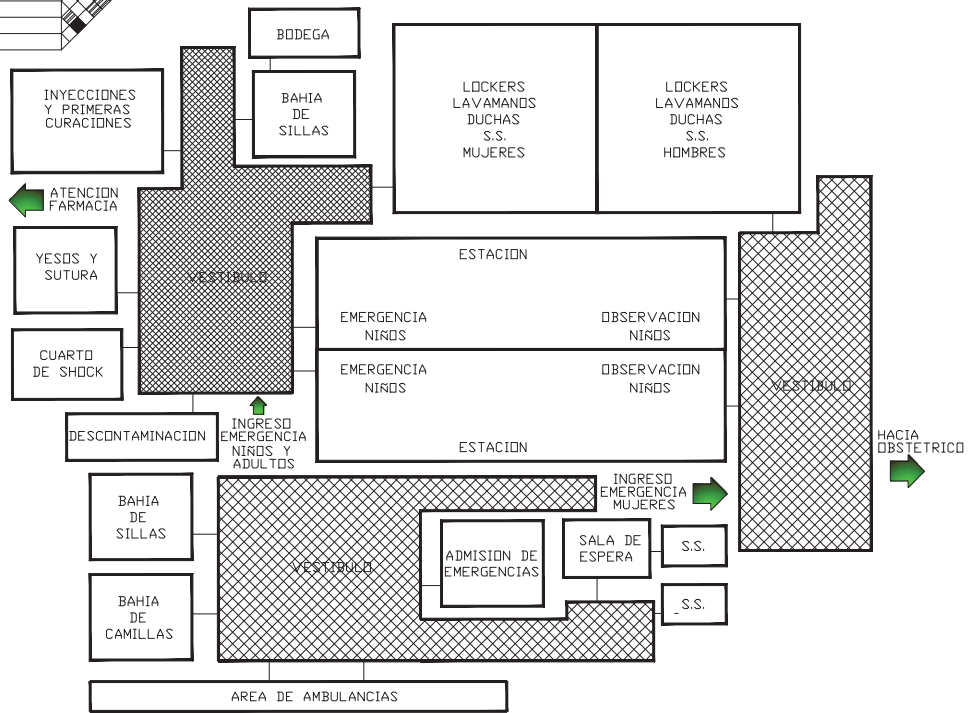 BODEGA
INYECCIONES
Y PRIMERAS
CURACIONES
BAHIA
DE
SILLAS
LOCKERS
LAVAMANOS
DUCHAS
S.S.
MUJERES
LOCKERS
LAVAMANOS
DUCHAS
S.S.
HOMBRES
ATENCION
FARMACIA
YESOS Y
SUTURA
VESTIBULO
ESTACION
EMERGENCIA
NIÑOS
OBSERVACION
NIÑOS
CUARTO
DE SHOCK
EMERGENCIA
NIÑOS
OBSERVACION
NIÑOS
VESTIBULO
DESCONTAMINACION
INGRESO
EMERGENCIA
NIÑOS Y
ADULTOS
ESTACION
HACIA
OBSTETRICO
BAHIA
DE
SILLAS
INGRESO
EMERGENCIA
MUJERES
VESTIBULO
ADMISION DE
EMERGENCIAS
SALA DE
ESPERA
S.S.
BAHIA
DE
CAMILLAS
S.S.
AREA DE AMBULANCIAS